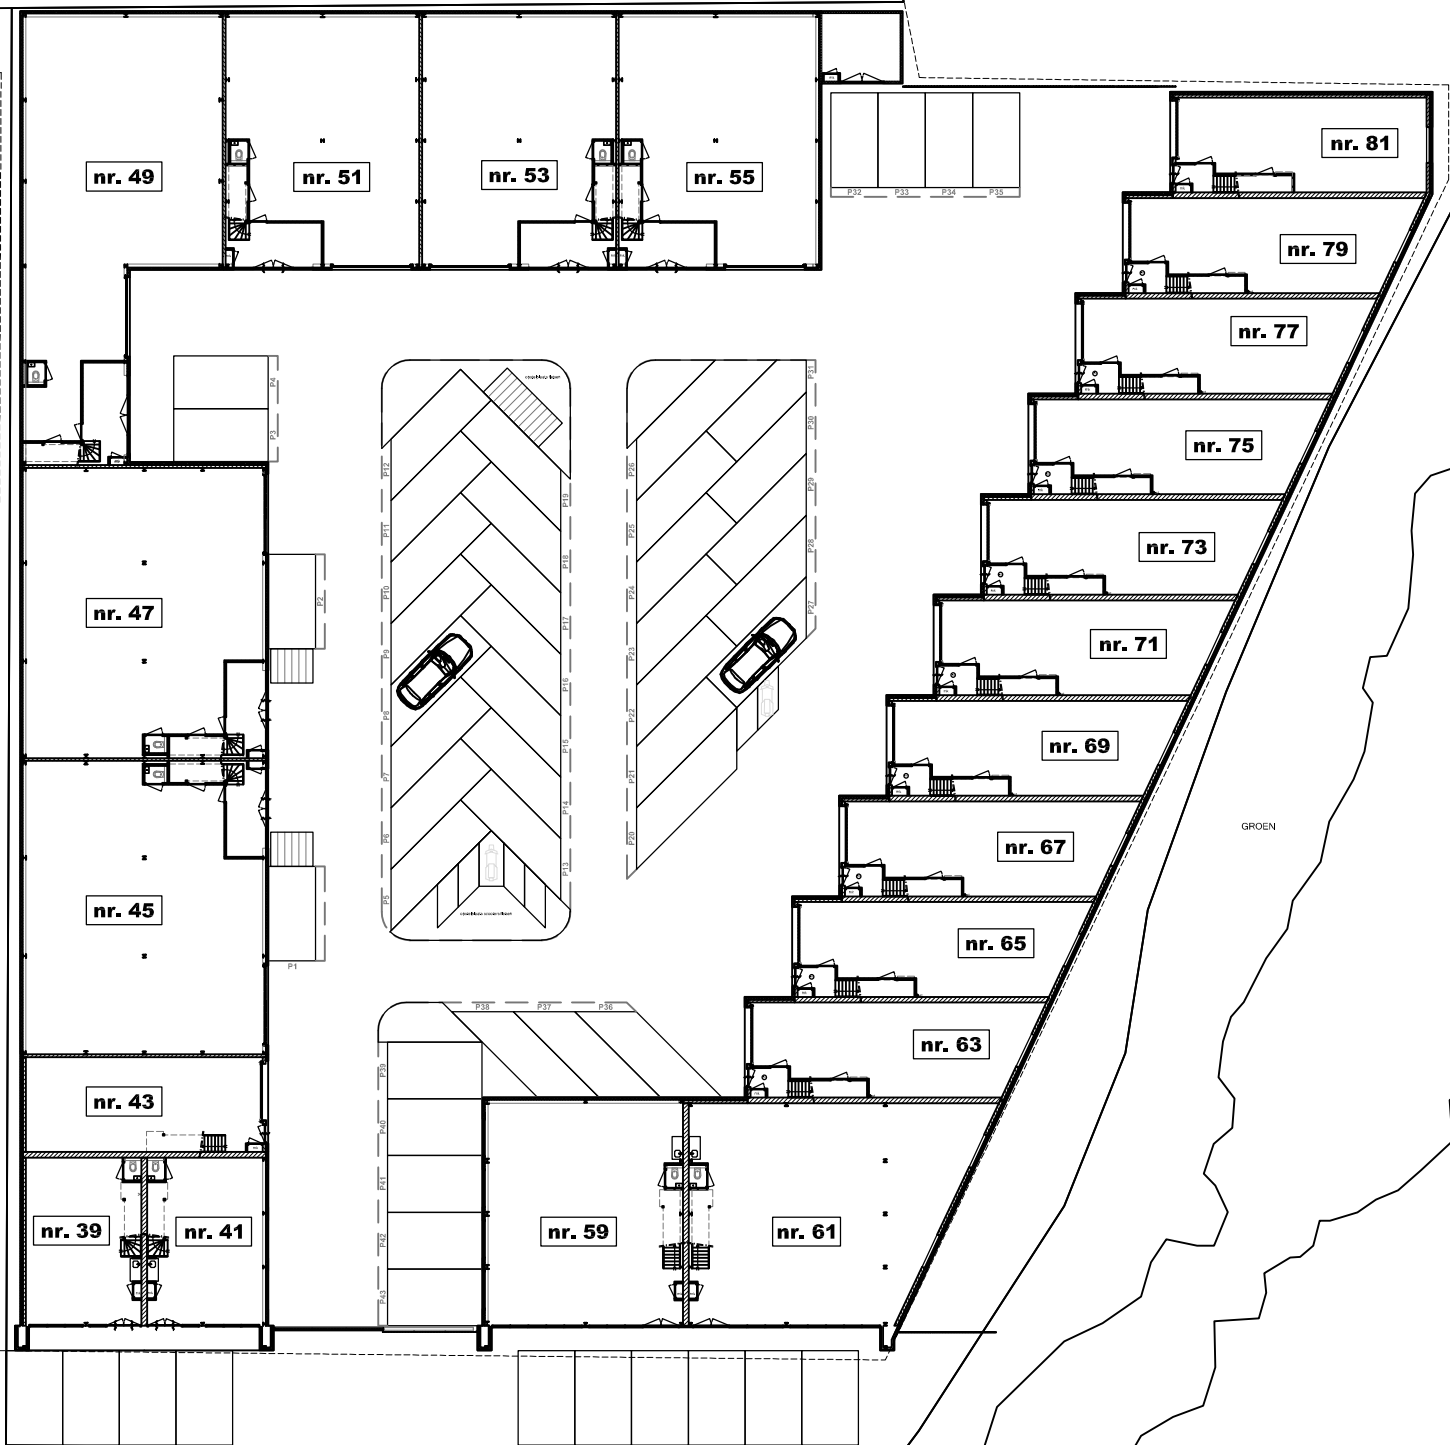 nr. 49
nr. 51
nr. 53
nr. 55
nr. 81
P32 P33 P34 P35
nr. 79
nr. 77
nr. 75
nr. 73
nr. 71
nr. 69
nr. 67
nr. 65
nr. 63
GROEN
P4
P3
P2
P1
nr. 47
nr. 45
nr. 43
nr. 39
nr. 41
P12
P11
P10
P9
P8
P7
P6
P5
P19
P18
P17
P16
P15
P14
P13
P26
P25
P24
P23
P22
P21
P20
P31
P30
P29
P28
P27
P38 P37 P36
P39
P40
P41
P42
P43
nr. 59
nr. 61